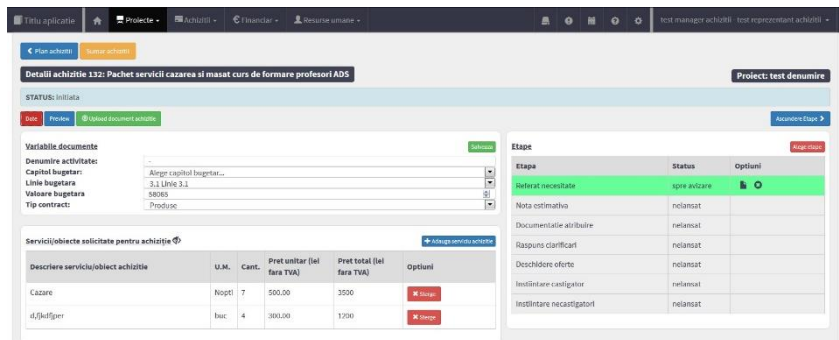 Titlu aplicatie Proiecte Achizitii Financiar Resurse umane test manager achizitii - test reprezentant achizitii
Plan achizitii Sumar achizitii
Detalii achizitie 132: Pachet servicii cazarea si masat curs de formare profesori ADS Proiect: test denumire
STATUS: Initiata
Date Preview Upload document achizitie Ascundere Etape
Variabile documente Salveaza
Denumire activitate: -
Capitol bugetar: Alege capitol bugetar...
Linie bugetara 3.1 Linie 3.1
Valoare bugetara 58065
Tip contract: Produse
Servicii/obiecte solicitate pentru achiziție Adauga serviciu achizitie
Descriere serviciu/obiect achizitie U.M. Cant. Pret unitar (lei fara TVA) Pret total (lei fara TVA) Optiuni
Cazare Nopti 7 500.00 3500 Sterge
d,fjkdfjper buc 4 300.00 1200 Sterge
Etape Alege etape
Etapa Status Optiuni
Referat necesitate spre avizare
Nota estimativa nelansat
Documentatie atribuire nelansat
Raspuns clarificari nelansat
Deschidere oferte nelansat
Instiintare castigator nelansat
Instiintare necastigatori nelansat